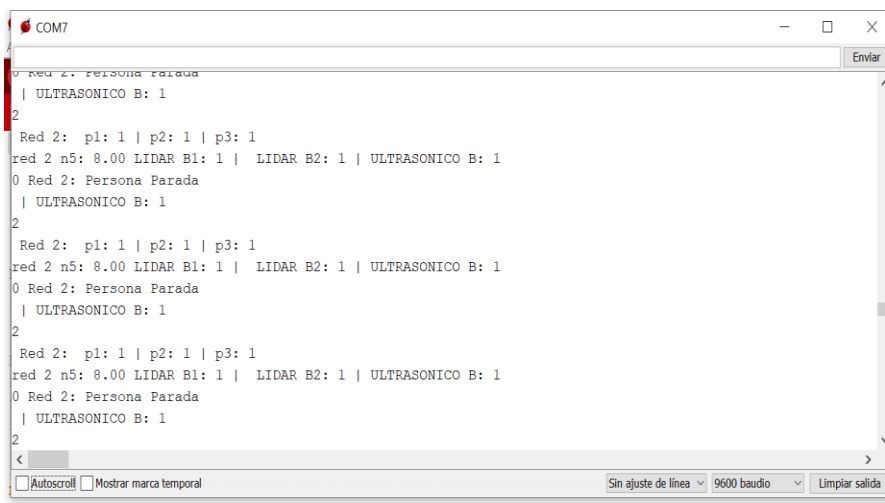 COM7
Enviar
0 Red 2: Persona Parada
| ULTRASONICO B: 1
2
Red 2:  p1: 1 | p2: 1 | p3: 1
red 2 n5: 8.00 LIDAR B1: 1 |  LIDAR B2: 1 | ULTRASONICO B: 1
0 Red 2: Persona Parada
| ULTRASONICO B: 1
2
Red 2:  p1: 1 | p2: 1 | p3: 1
red 2 n5: 8.00 LIDAR B1: 1 |  LIDAR B2: 1 | ULTRASONICO B: 1
0 Red 2: Persona Parada
| ULTRASONICO B: 1
2
Red 2:  p1: 1 | p2: 1 | p3: 1
red 2 n5: 8.00 LIDAR B1: 1 |  LIDAR B2: 1 | ULTRASONICO B: 1
0 Red 2: Persona Parada
| ULTRASONICO B: 1
2
Autoscroll Mostrar marca temporal Sin ajuste de línea 9600 baudio Limpiar salida